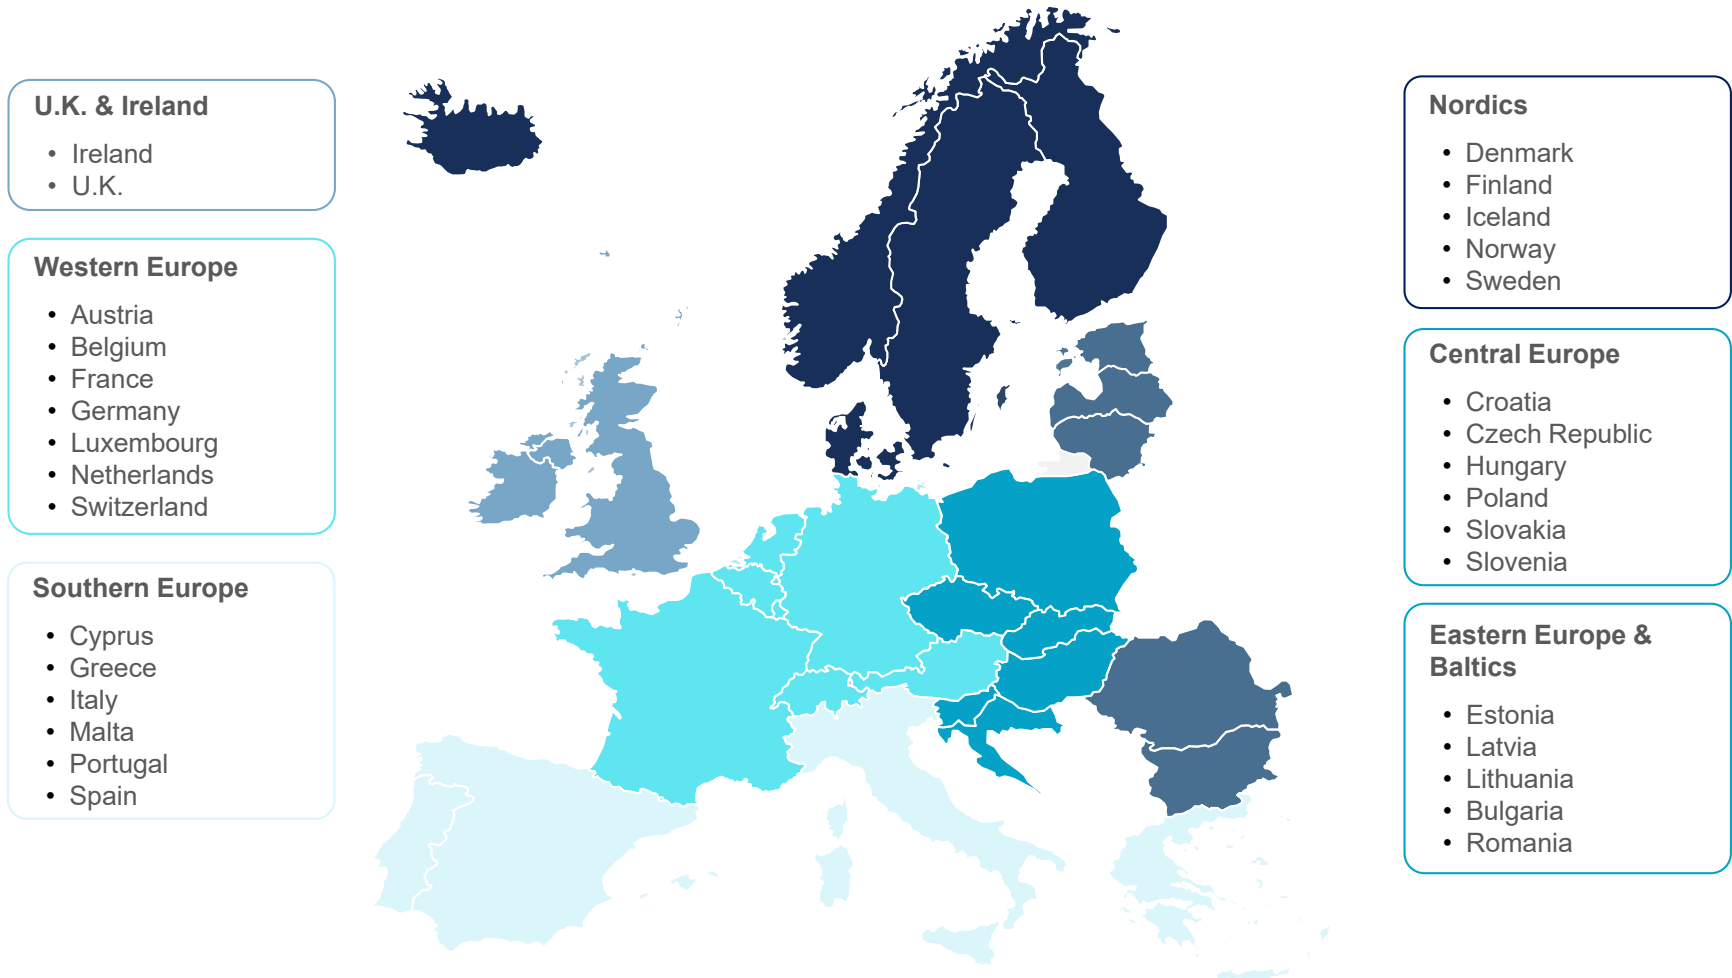 U.K. & Ireland
• Ireland
• U.K.
Western Europe
• Austria
• Belgium
• France
• Germany
• Luxembourg
• Netherlands
• Switzerland
Southern Europe
• Cyprus
• Greece
• Italy
• Malta
• Portugal
• Spain
Nordics
• Denmark
• Finland
• Iceland
• Norway
• Sweden
Central Europe
• Croatia
• Czech Republic
• Hungary
• Poland
• Slovakia
• Slovenia
Eastern Europe &
Baltics
• Estonia
• Latvia
• Lithuania
• Bulgaria
• Romania